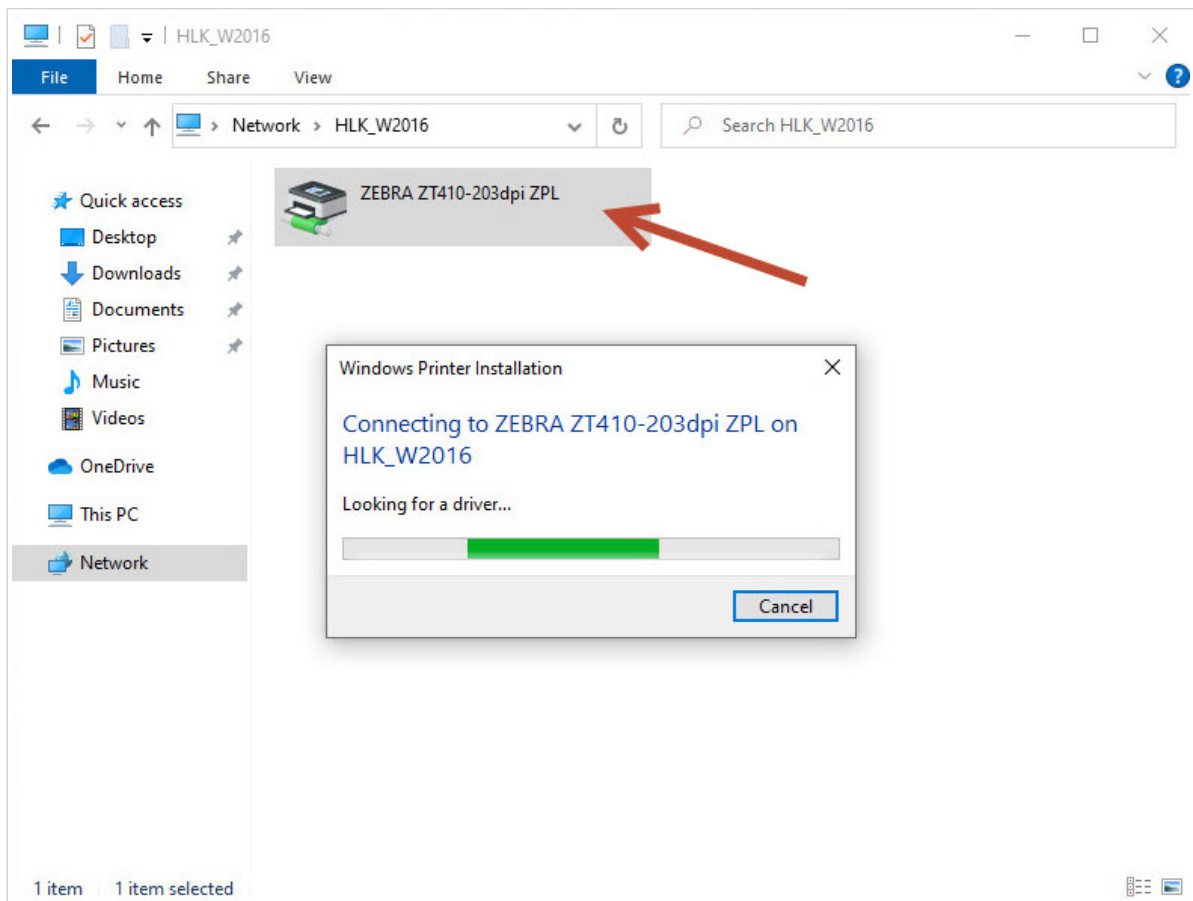 HLK_W2016
File Home Share View
?
Network > HLK_W2016
Search HLK_W2016
Quick access
Desktop
Downloads
Documents
Pictures
Music
Videos
OneDrive
This PC
Network
ZEBRA ZT410-203dpi ZPL
Windows Printer Installation
Connecting to ZEBRA ZT410-203dpi ZPL on
HLK_W2016
Looking for a driver...
Cancel
1 item 1 item selected